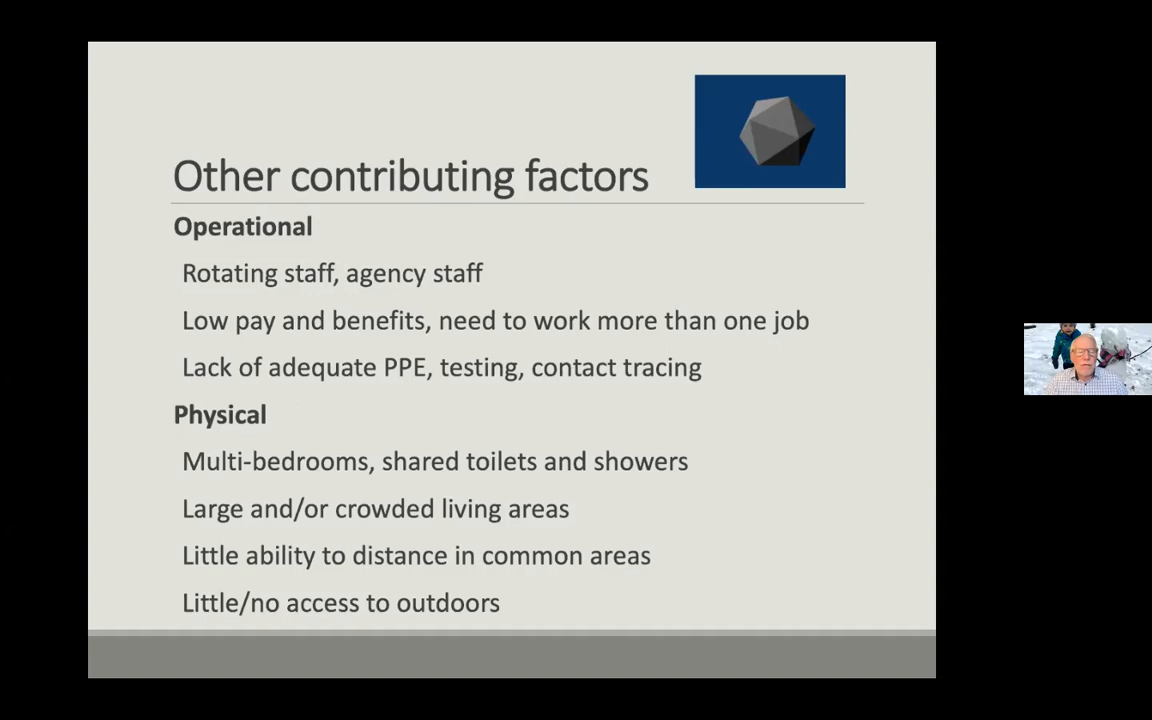 Other contributing factors
Operational
Rotating staff, agency staff
Low pay and benefits, need to work more than one job
Lack of adequate PPE, testing, contact tracing
Physical
Multi-bedrooms, shared toilets and showers
Large and/or crowded living areas
Little ability to distance in common areas
Little/no access to outdoors